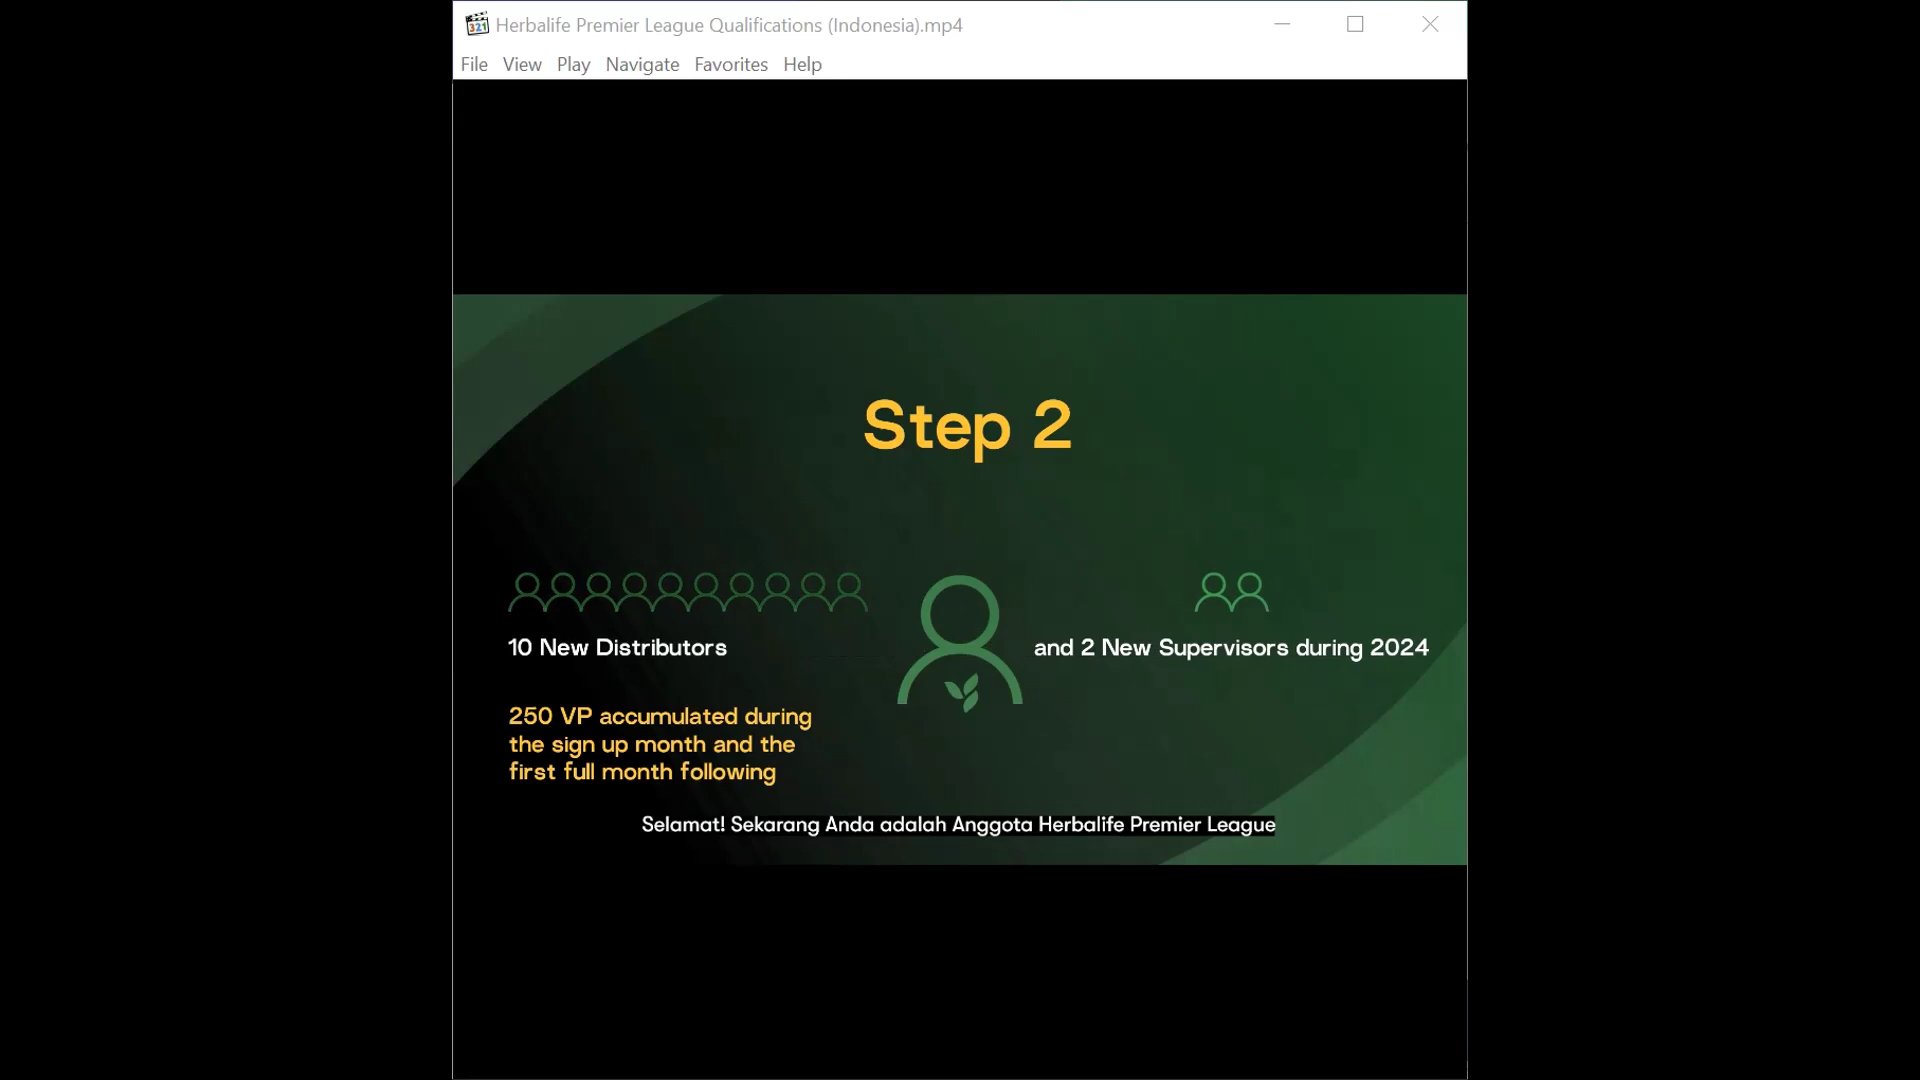 Herbalife Premier League Qualifications (Indonesia).mp4
File View Play Navigate Favorites Help
Step 2
10 New Distributors
and 2 New Supervisors during 2024
250 VP accumulated during
the sign up month and the
first full month following
Selamat! Sekarang Anda adalah Anggota Herbalife Premier League